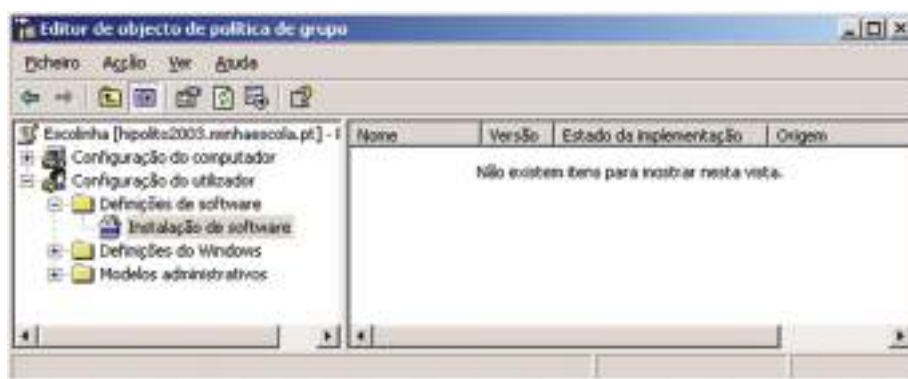 Editor de objecto de política de grupo
Ficheiro Acção Ver Ajuda
Escolinha [hipolito2003.minhaescola.pt] -
Configuração do computador
Configuração do utilizador
Definições de software
Instalação de software
Definições do Windows
Modelos administrativos
Nome Versão Estado da implementação Origem
Não existem itens para mostrar nesta vista.